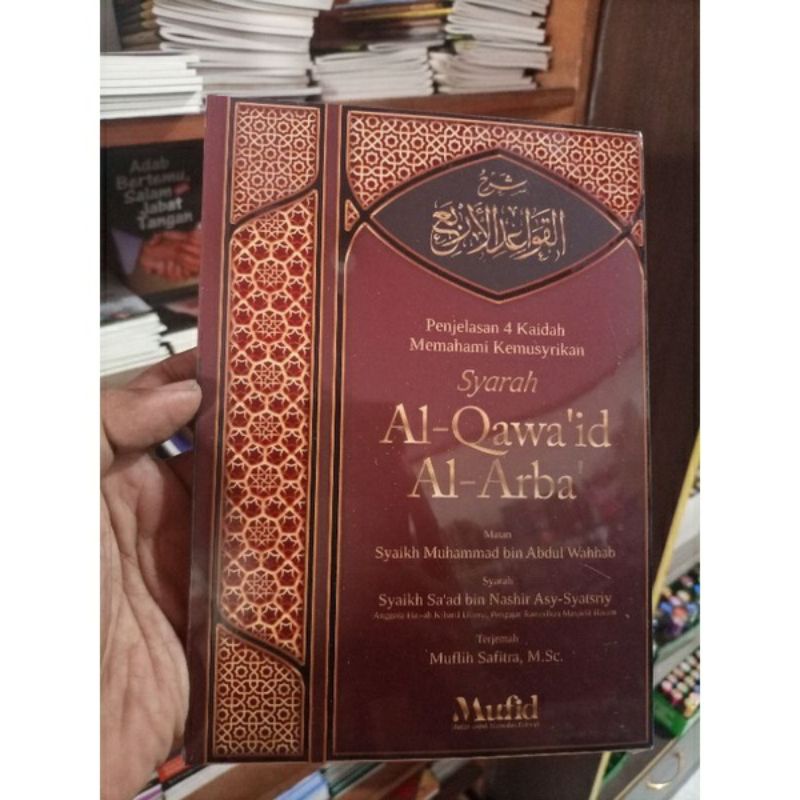 Adab
Bertemu,
Salam
Jabat
Tangan
شرح
القواعد الأربع
Penjelasan 4 Kaidah
Memahami Kemusyrikan
Syarah
Al-Qawa'id
Al-Arba'
Matan
Syaikh Muhammad bin Abdul Wahhab
Syarah
Syaikh Sa'ad bin Nashir Asy-Syatsriy
Terjemah
Muflih Safitra, M.Sc.
Mufid